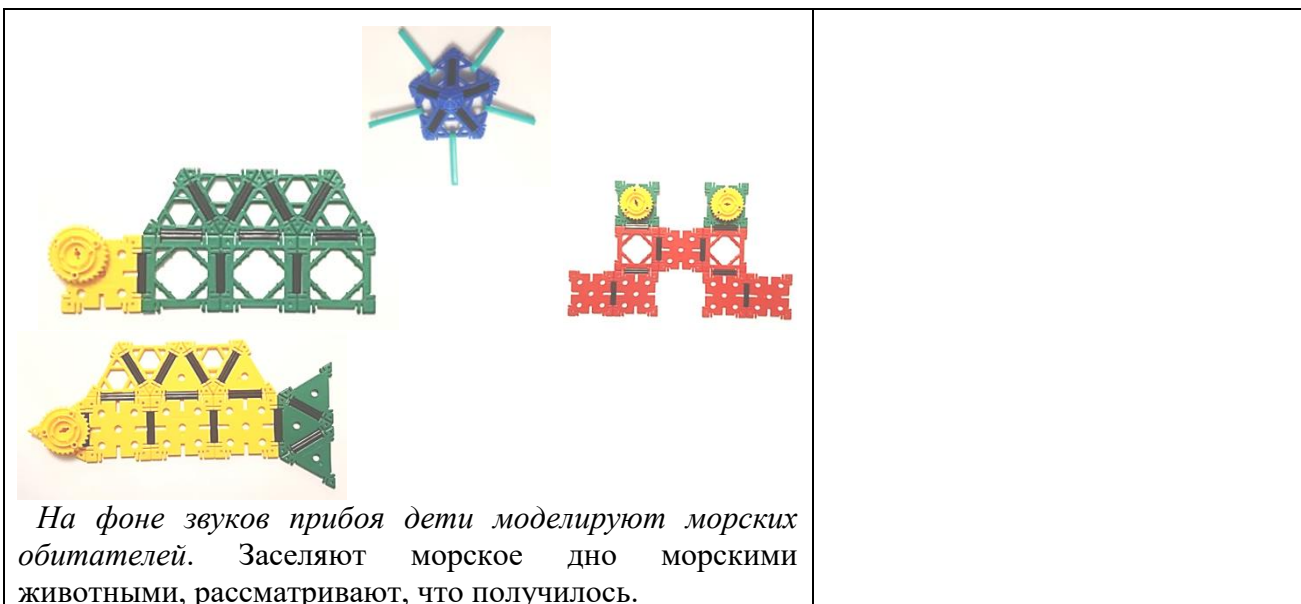 На фоне звуков прибоя дети моделируют морских
обитателей. Заселяют морское дно морскими
животными, рассматривают, что получилось.